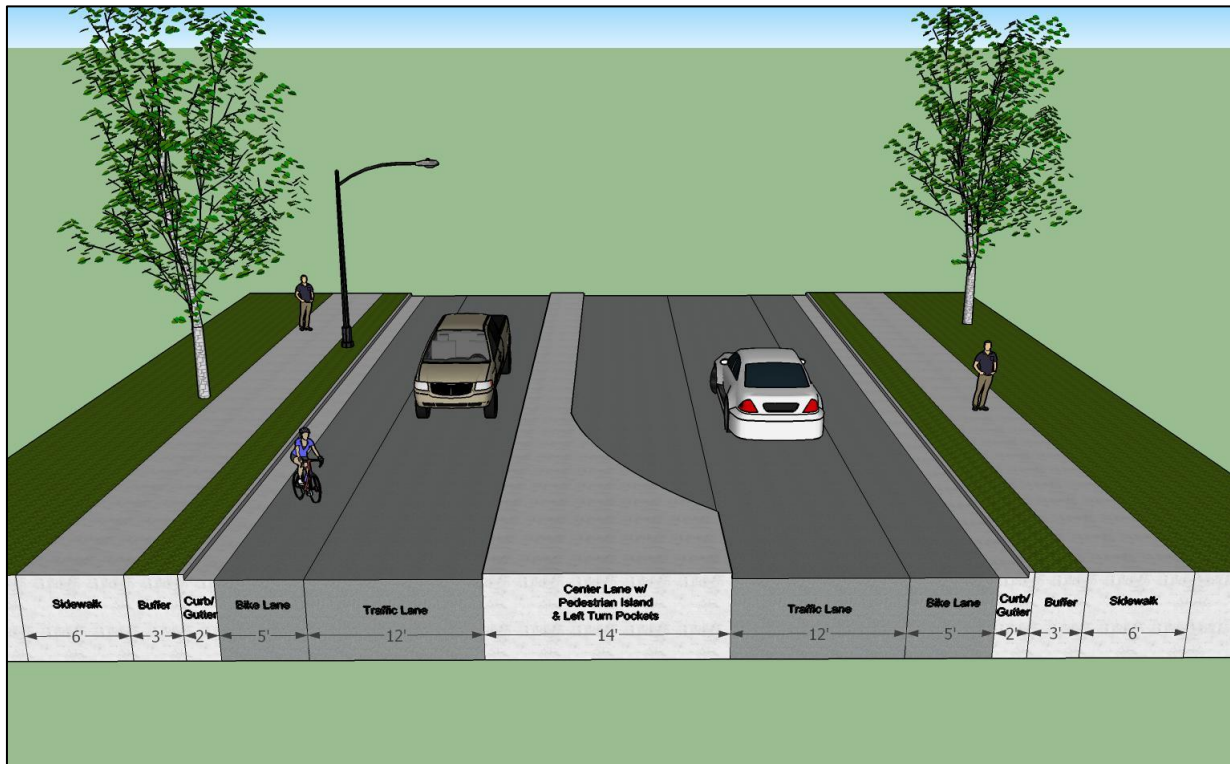 Sidewalk
6'
Buffer
3'
Curb/
Gutter
2'
Bike Lane
5'
Traffic Lane
12'
Center Lane w/
Pedestrian Island
& Left Turn Pockets
14'
Traffic Lane
12'
Bike Lane
5'
Curb/
Gutter
2'
Buffer
3'
Sidewalk
6'